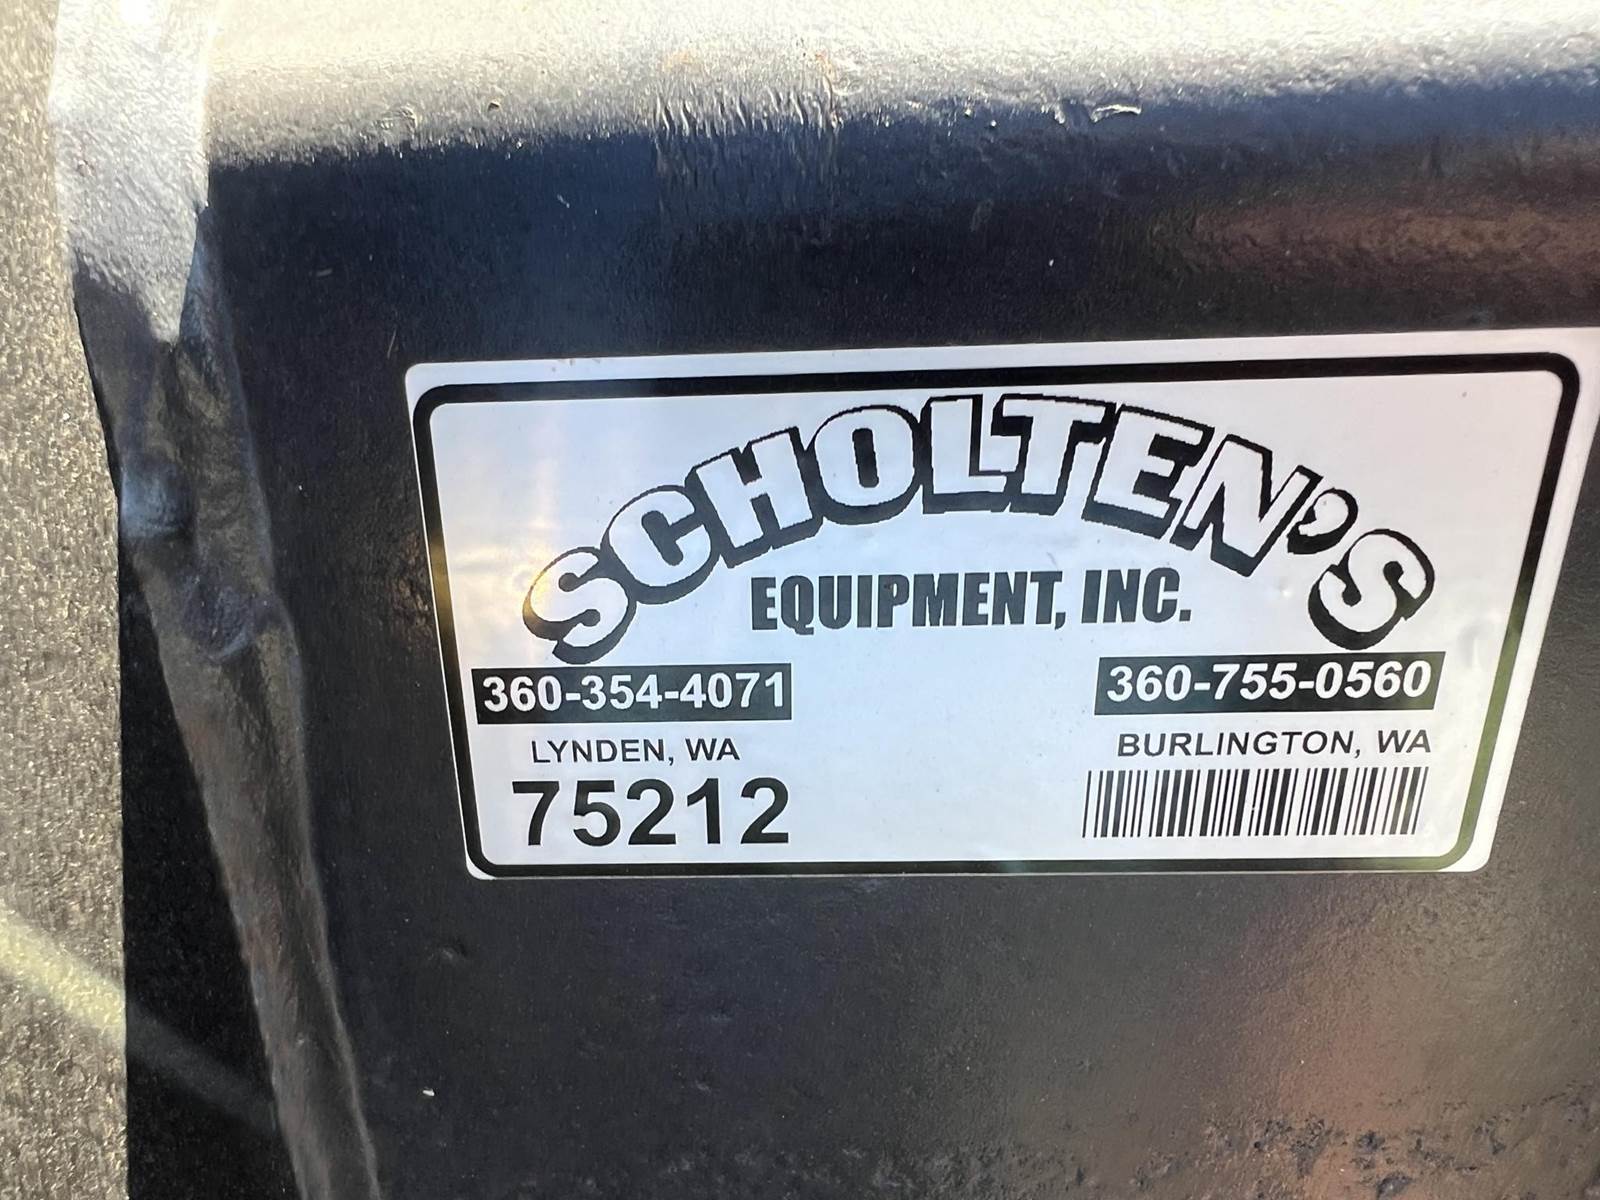 SCHOLTEN'S
EQUIPMENT, INC.
360-354-4071
LYNDEN, WA
75212
360-755-0560
BURLINGTON, WA